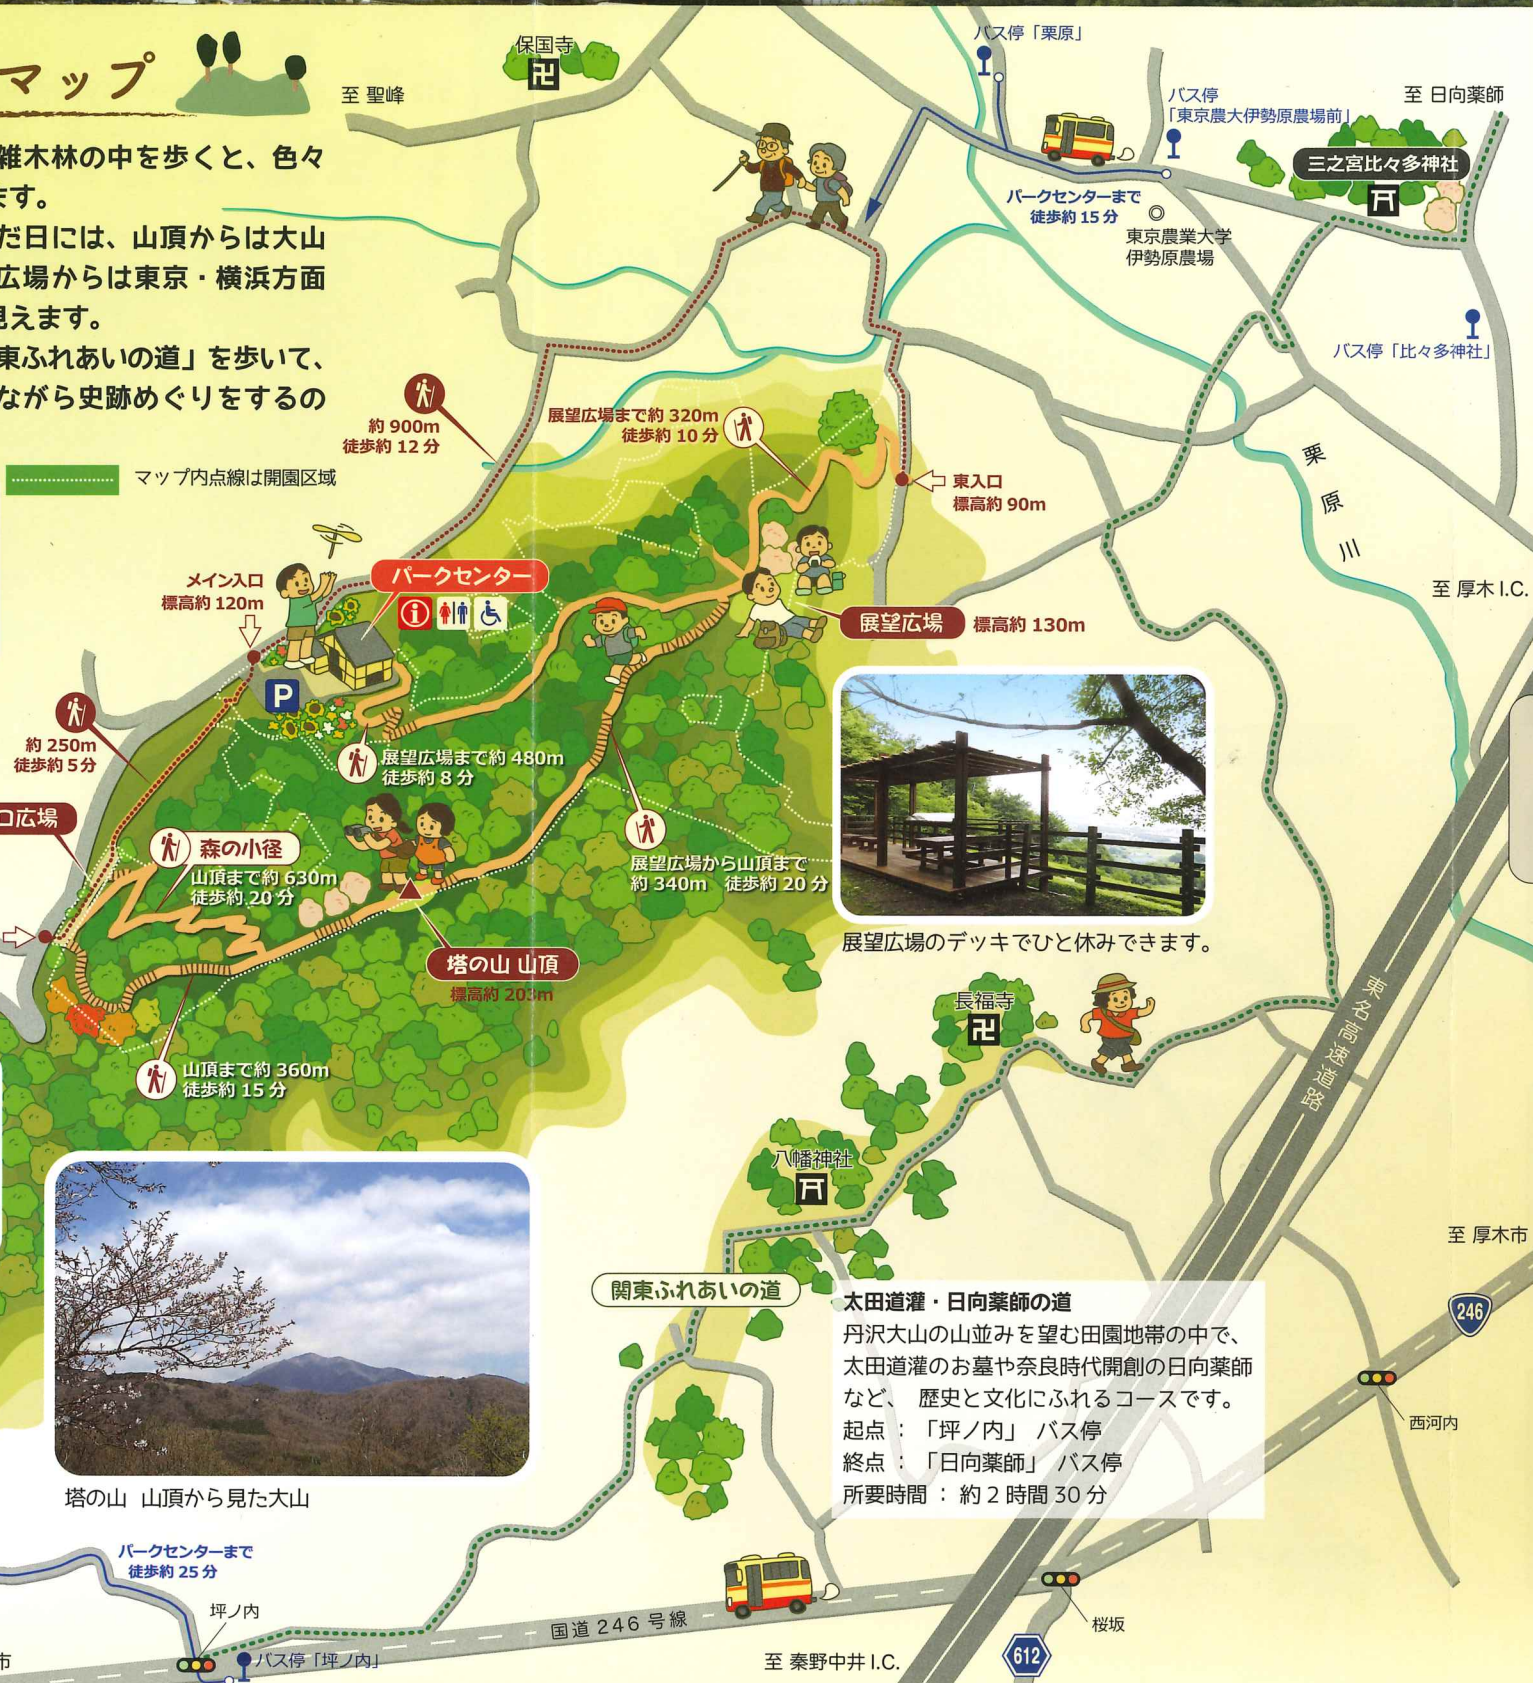 マップ
雑木林の中を歩くと、色々
ます。
だ日には、山頂からは大山
広場からは東京・横浜方面
見えます。
東ふれあいの道」を歩いて、
ながら史跡めぐりをするの
マップ内点線は開園区域
保国寺
至 聖峰
バス停「栗原」
バス停
「東京農大伊勢原農場前」
至 日向薬師
三之宮比々多神社
パークセンターまで
徒歩約 15 分
東京農業大学
伊勢原農場
バス停「比々多神社」
約 900m
徒歩約 12 分
展望広場まで約 320m
徒歩約 10 分
東入口
標高約 90m
栗原川
至 厚木 I.C.
メイン入口
標高約 120m
パークセンター
展望広場
標高約 130m
P
約 250m
徒歩約 5 分
展望広場まで約 480m
徒歩約 8 分
口広場
森の小径
山頂まで約 630m
徒歩約 20 分
展望広場から山頂まで
約 340m 徒歩約 20 分
塔の山 山頂
標高約 203m
展望広場のデッキでひと休みできます。
山頂まで約 360m
徒歩約 15 分
長福寺
東名高速道路
八幡神社
至 厚木市
関東ふれあいの道
246
太田道灌・日向薬師の道
丹沢大山の山並みを望む田園地帯の中で、
太田道灌のお墓や奈良時代開創の日向薬師
など、 歴史と文化にふれるコースです。
起点 : 「坪ノ内」 バス停
終点 : 「日向薬師」 バス停
所要時間 : 約 2 時間 30 分
西河内
塔の山 山頂から見た大山
パークセンターまで
徒歩約 25 分
坪ノ内
バス停「坪ノ内」
市
国道 246 号線
桜坂
至 秦野中井 I.C.
612